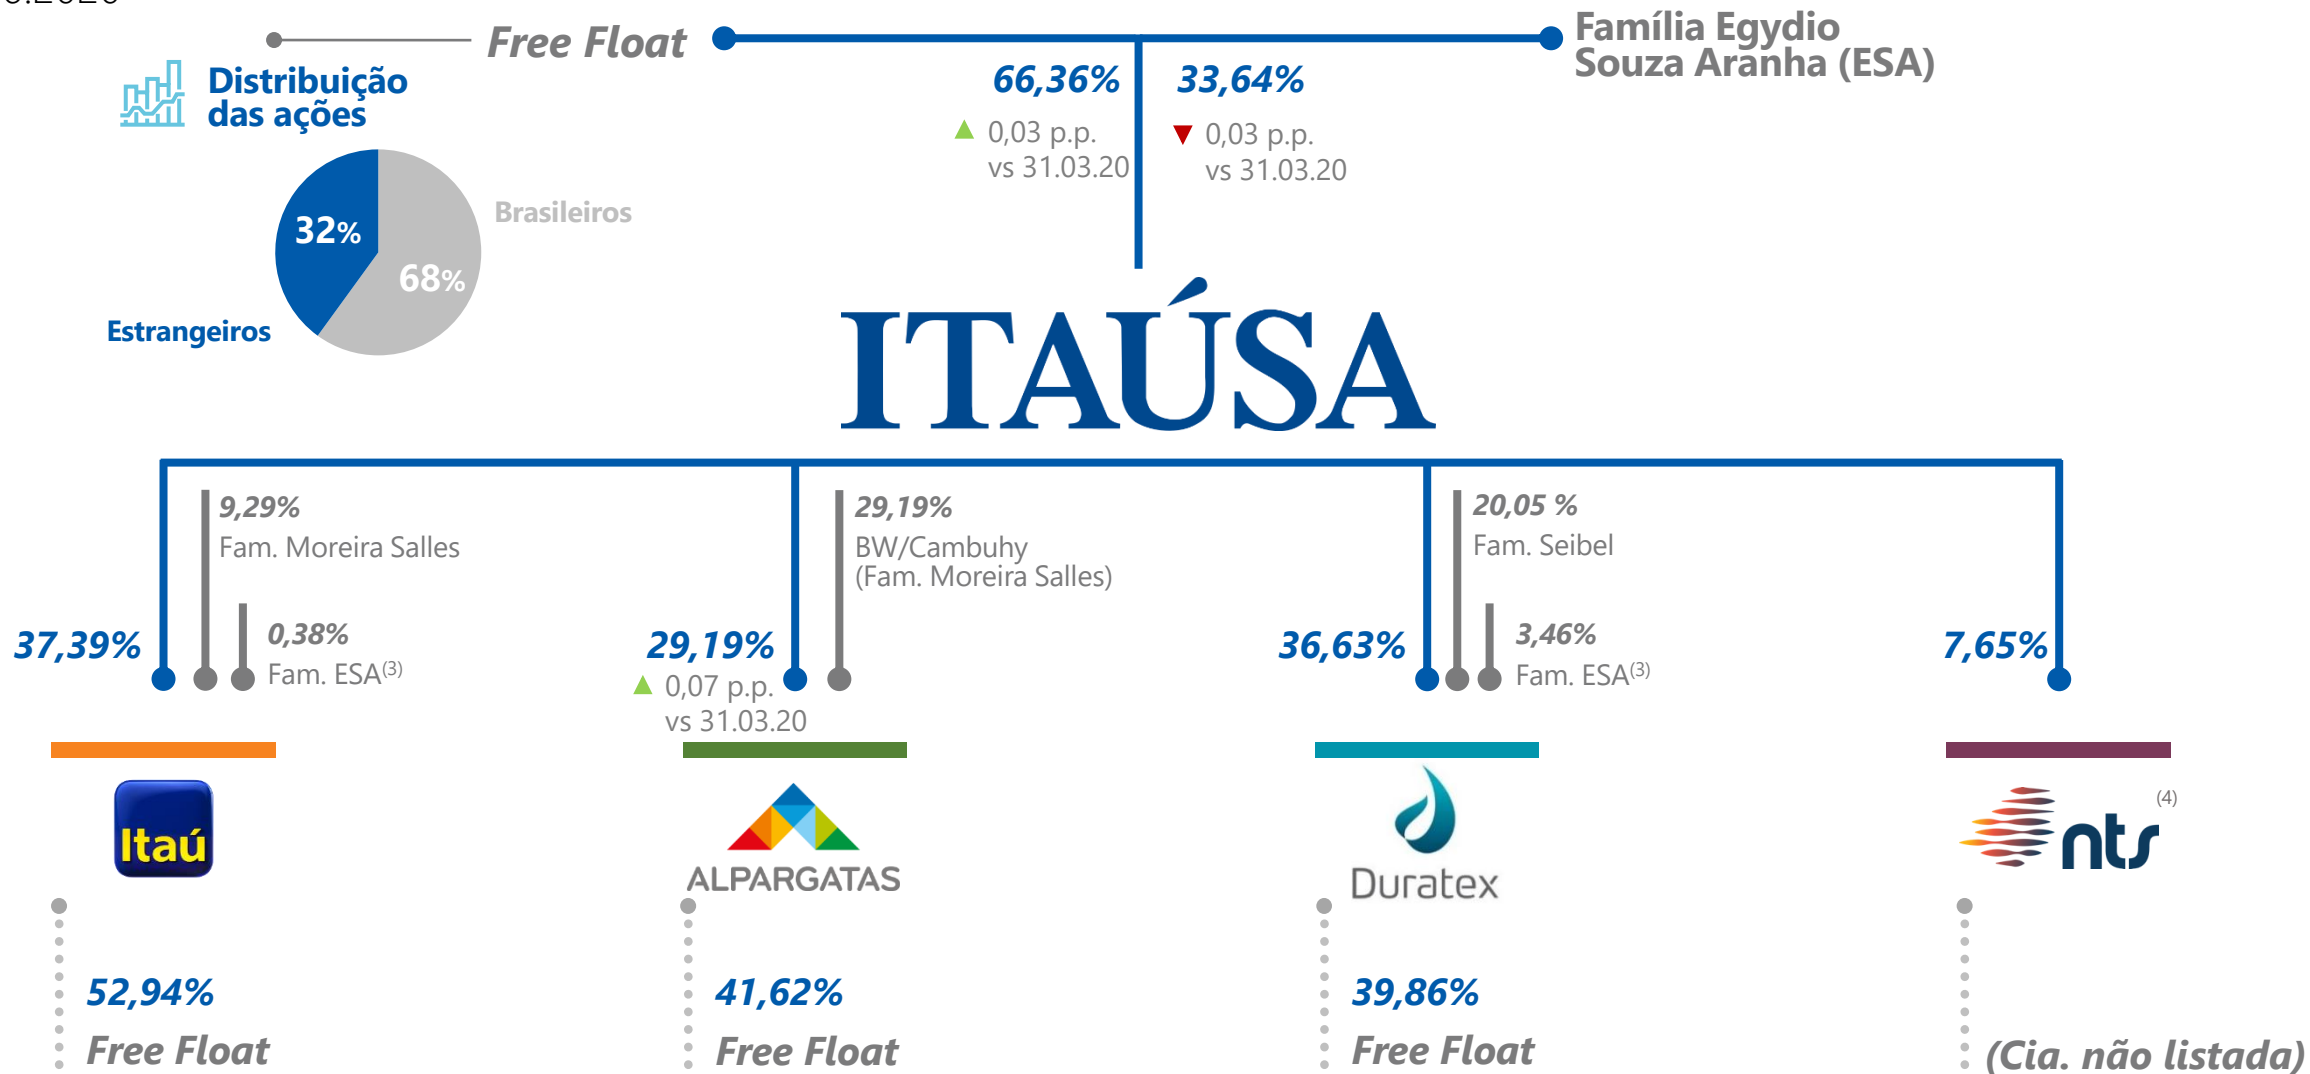 Free Float
Família Egydio
Souza Aranha (ESA)
Distribuição
das ações
66,36%
33,64%
0,03 p.p.
vs 31.03.20
0,03 p.p.
vs 31.03.20
32%
Brasileiros
68%
Estrangeiros
ITAÚSA
9,29%
Fam. Moreira Salles
37,39%
0,38%
Fam. ESA(3)
29,19%
BW/Cambuhy
(Fam. Moreira Salles)
29,19%
0,07 p.p.
vs 31.03.20
20,05 %
Fam. Seibel
36,63%
3,46%
Fam. ESA(3)
7,65%
Itaú
ALPARGATAS
Duratex
nts (4)
52,94%
Free Float
41,62%
Free Float
39,86%
Free Float
(Cia. não listada)